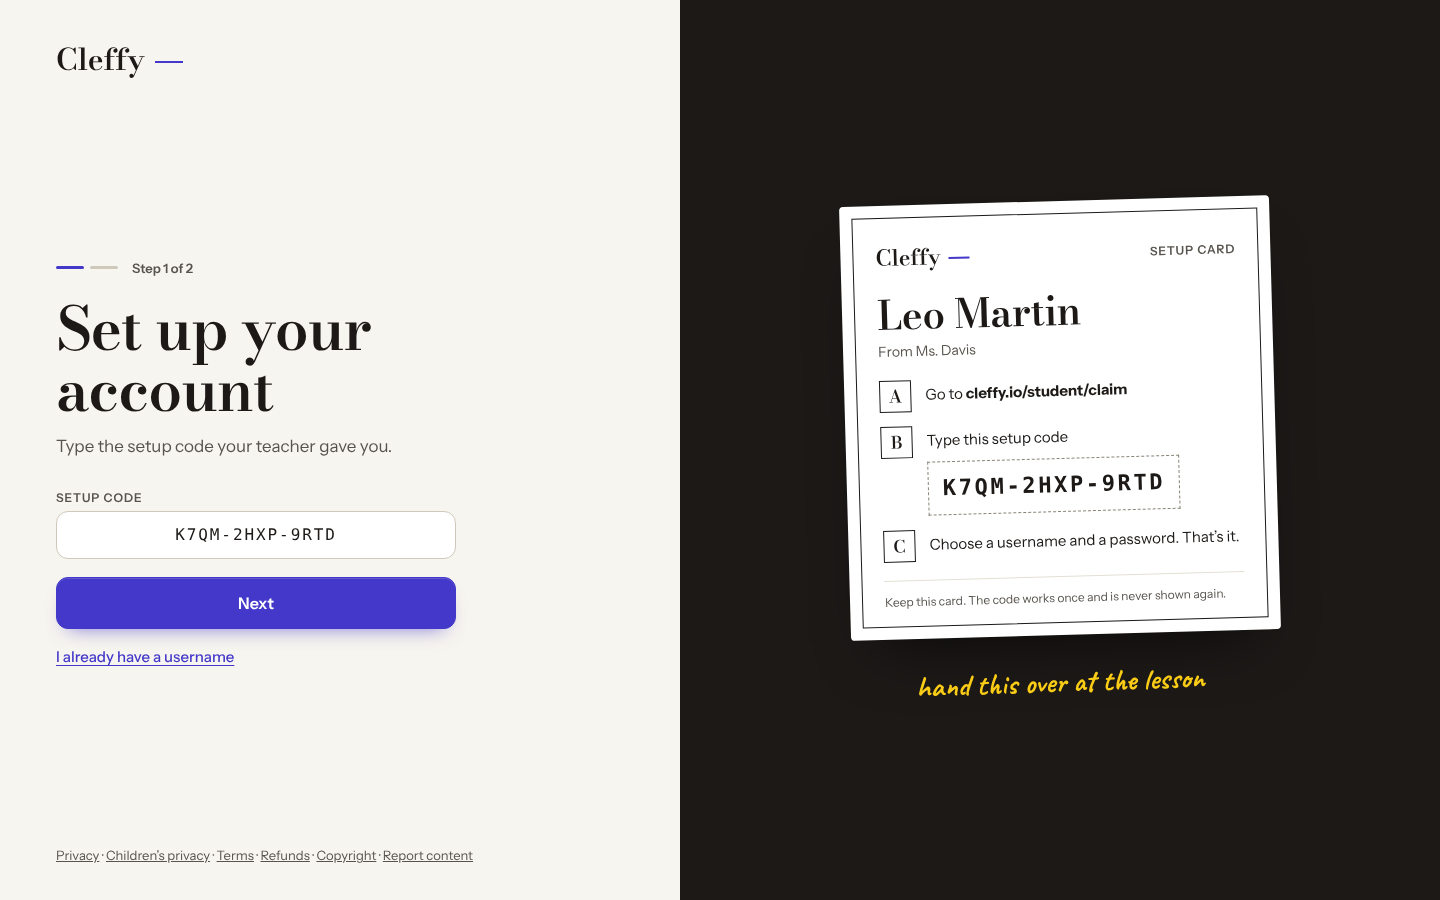 Cleffy
Step 1 of 2
Set up your
account
Type the setup code your teacher gave you.
SETUP CODE
K7QM-2HXP-9RTD
Next
I already have a username
Privacy · Children's privacy · Terms · Refunds · Copyright · Report content
Cleffy
SETUP CARD
Leo Martin
From Ms. Davis
A Go to cleffy.io/student/claim
B Type this setup code
K7QM-2HXP-9RTD
C Choose a username and a password. That's it.
Keep this card. The code works once and is never shown again.
hand this over at the lesson